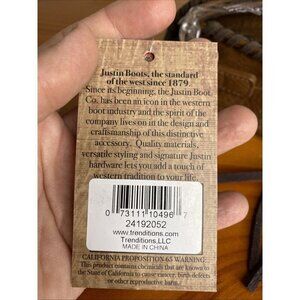 Justin Boots, the standard
of the west since 1879
Since its beginning, the Justin Boot
Co. has been an icon in the western
boot industry and the spirit of the
company lives on in the design and
craftsmanship of this distinctive
accessory. Quality materials,
versatile styling and signature Justin
hardware lets you add a touch of
western tradition to your life.
0 73111 10496 7
24192052
www.trenditions.com
Trenditions,LLC
MADE IN CHINA
CALIFORNIA PROPOSITION 65 WARNING:
This product contains chemicals that are known to
the State of California to cause cancer, birth defects
or other reproductive harm.